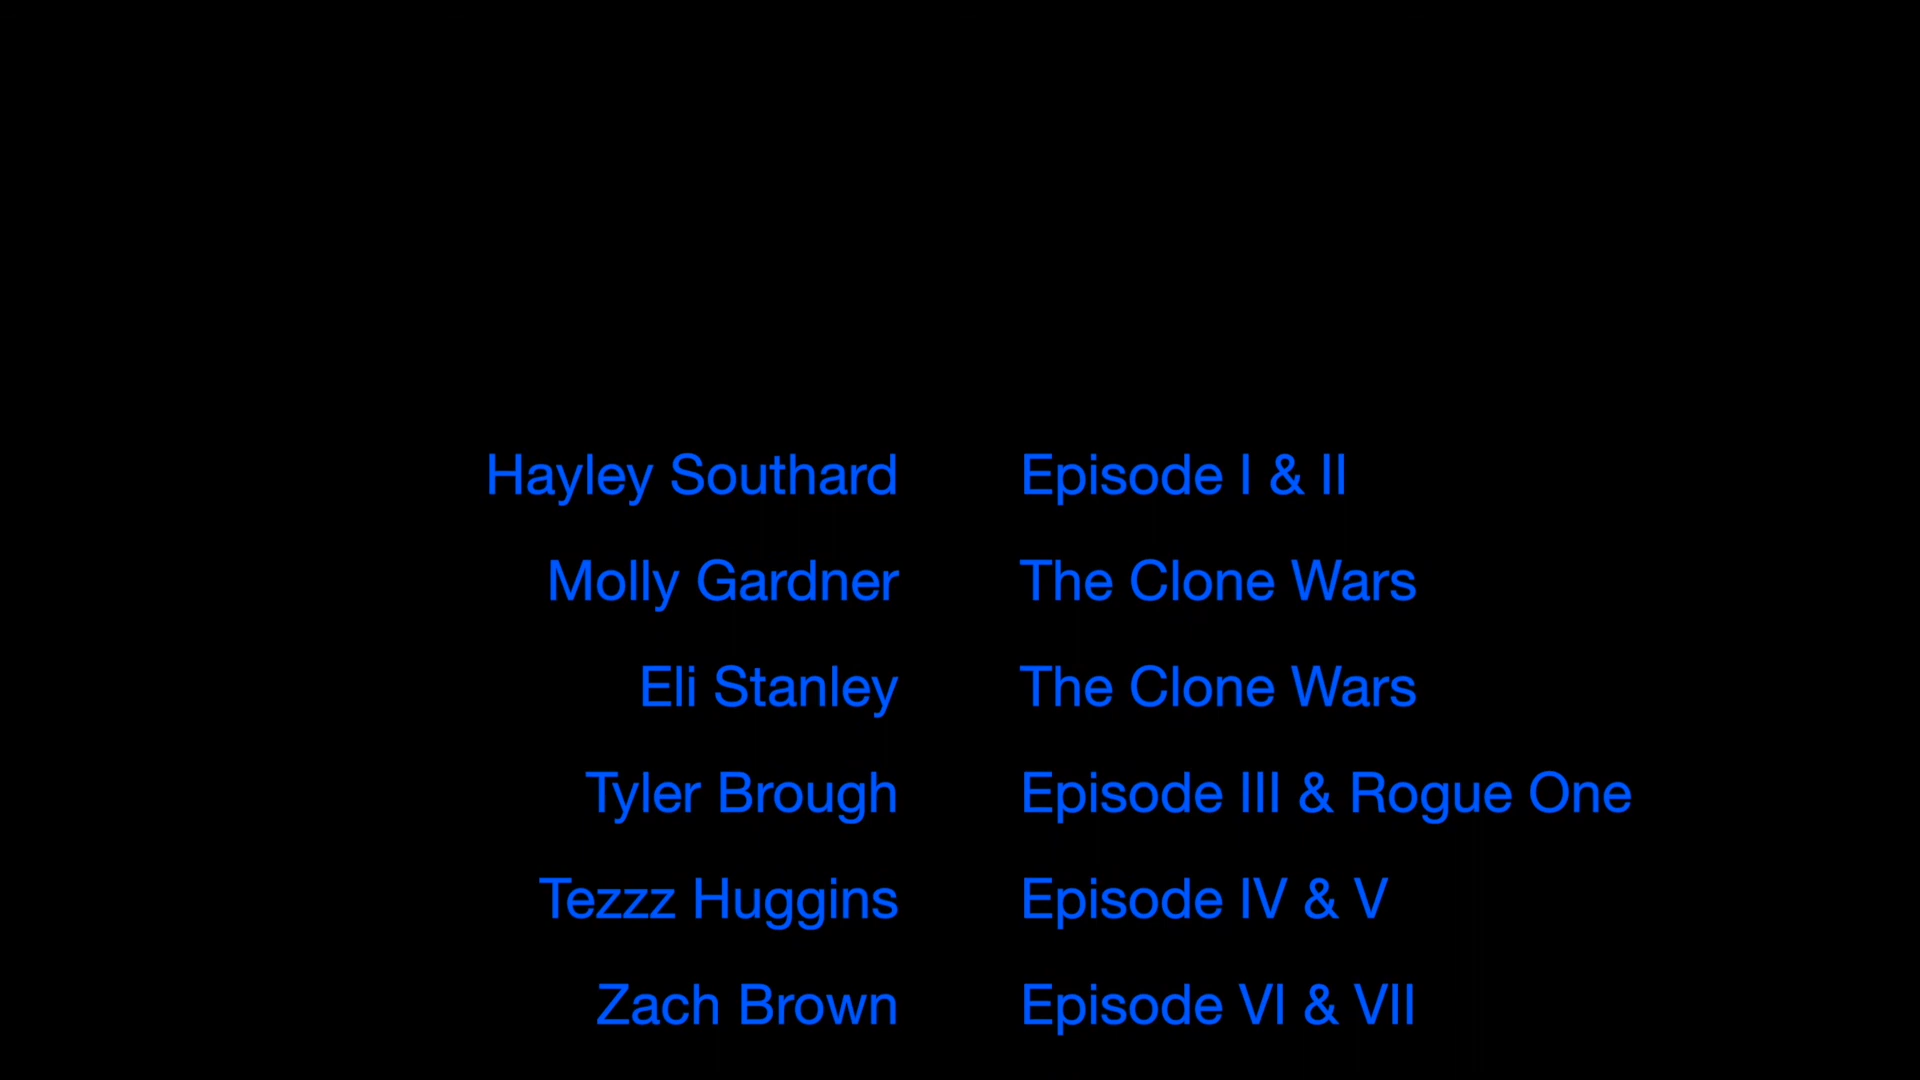 Hayley Southard Episode I & II
Molly Gardner The Clone Wars
Eli Stanley The Clone Wars
Tyler Brough Episode III & Rogue One
Tezzz Huggins Episode IV & V
Zach Brown Episode VI & VII